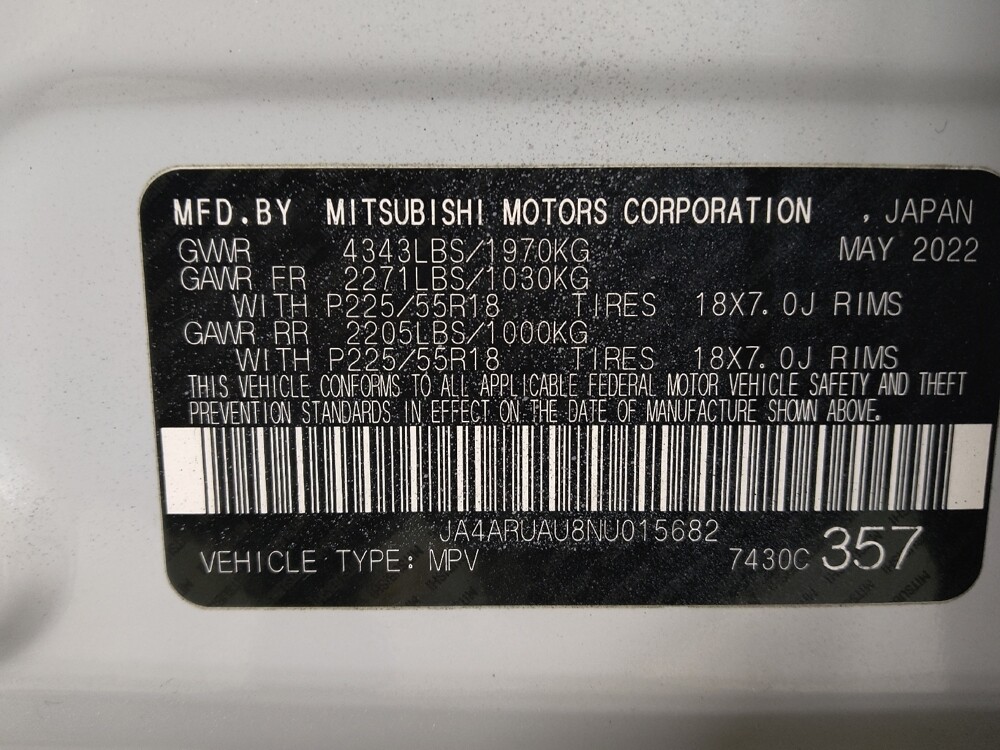 MFD.BY MITSUBISHI MOTORS CORPORATION , JAPAN
GWWR 4343LBS/1970KG MAY 2022
GAWR FR 2271LBS/1030KG
WITH P225/55R18 TIRES 18X7.0J RIMS
GAWR RR 2205LBS/1000KG
WITH P225/55R18 TIRES 18X7.0J RIMS
THIS VEHICLE CONFORMS TO ALL APPLICABLE FEDERAL MOTOR VEHICLE SAFETY AND THEFT
PREVENTION STANDARDS IN EFFECT ON THE DATE OF MANUFACTURE SHOWN ABOVE.
JA4ARUAU8NU015682
VEHICLE TYPE: MPV 7430C 357